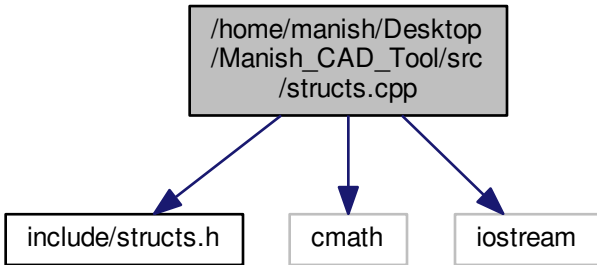 /home/manish/Desktop
/Manish_CAD_Tool/src
/structs.cpp
include/structs.h
cmath
iostream